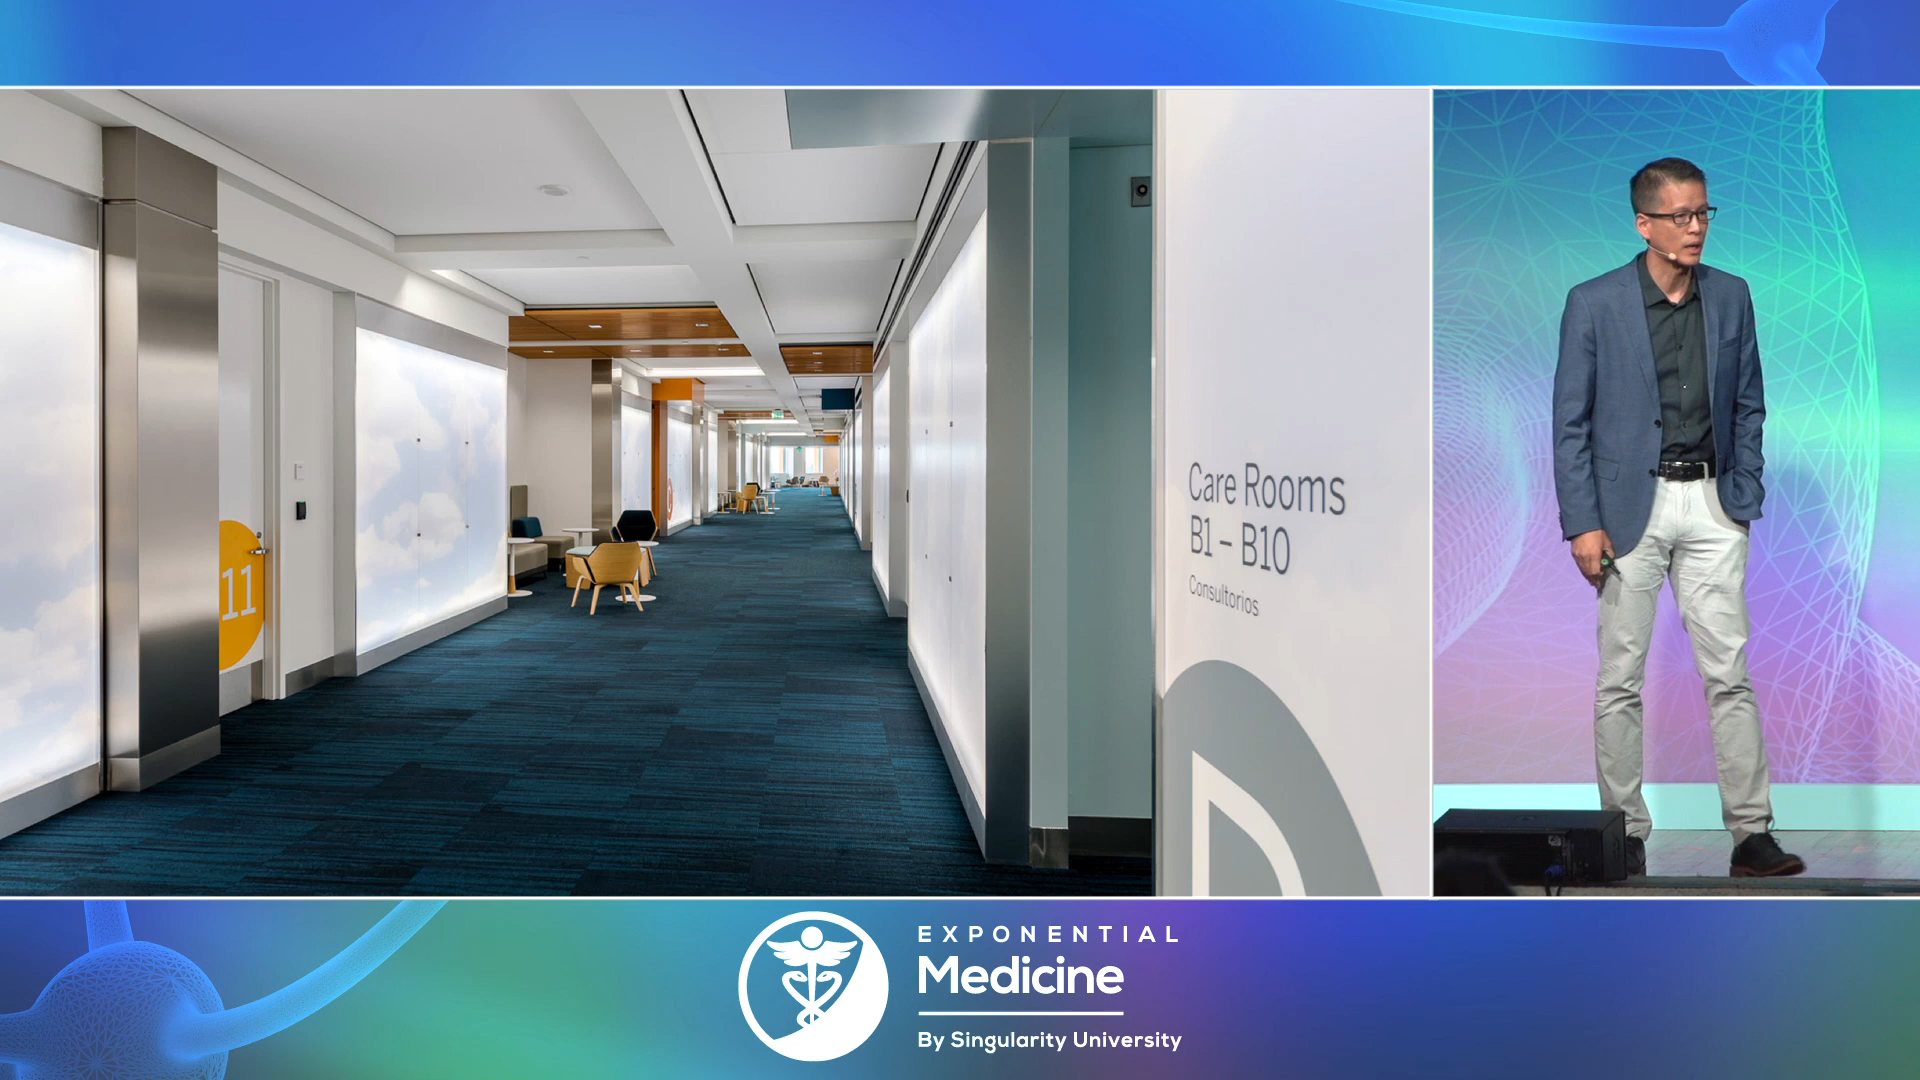 11
Care Rooms
B1 – B10
Consultorios
EXPONENTIAL
Medicine
By Singularity University